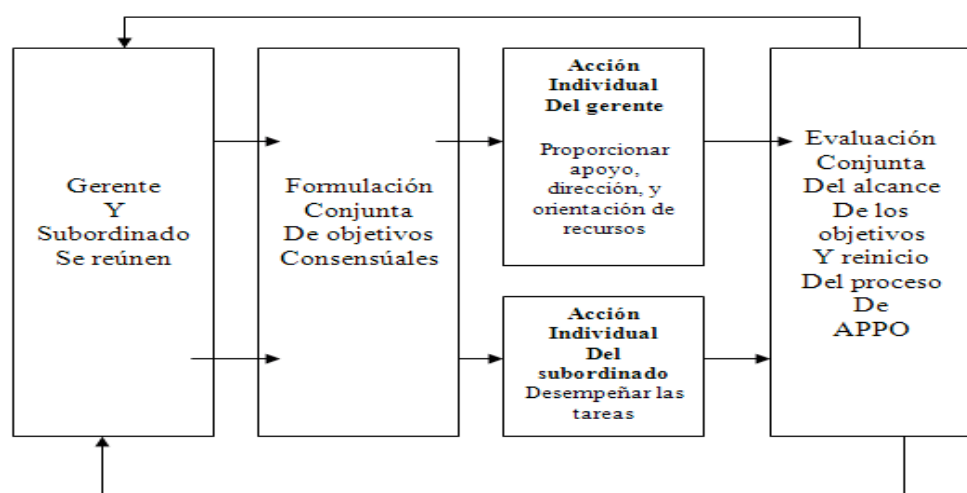 Gerente
Y
Subordinado
Se reúnen
Formulación
Conjunta
De objetivos
Consensúales
Acción
Individual
Del gerente
Proporcionar
apoyo,
dirección, y
orientación de
recursos
Acción
Individual
Del
subordinado
Desempeñar las
tareas
Evaluación
Conjunta
Del alcance
De los
objetivos
Y reinicio
Del proceso
De
APPO